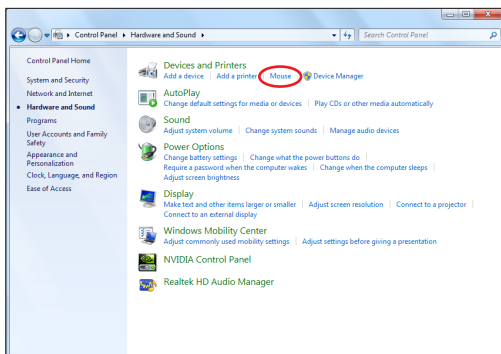 Control Panel ▸ Hardware and Sound ▸
Search Control Panel
Control Panel Home
System and Security
Network and Internet
Hardware and Sound
Programs
User Accounts and Family
Safety
Appearance and
Personalization
Clock, Language, and Region
Ease of Access
Devices and Printers
Add a device | Add a printer | Mouse | Device Manager
AutoPlay
Change default settings for media or devices | Play CDs or other media automatically
Sound
Adjust system volume | Change system sounds | Manage audio devices
Power Options
Change battery settings | Change what the power buttons do |
Require a password when the computer wakes | Change when the computer sleeps |
Adjust screen brightness
Display
Make text and other items larger or smaller | Adjust screen resolution | Connect to a projector |
Connect to an external display
Windows Mobility Center
Adjust commonly used mobility settings | Adjust settings before giving a presentation
NVIDIA Control Panel
Realtek HD Audio Manager